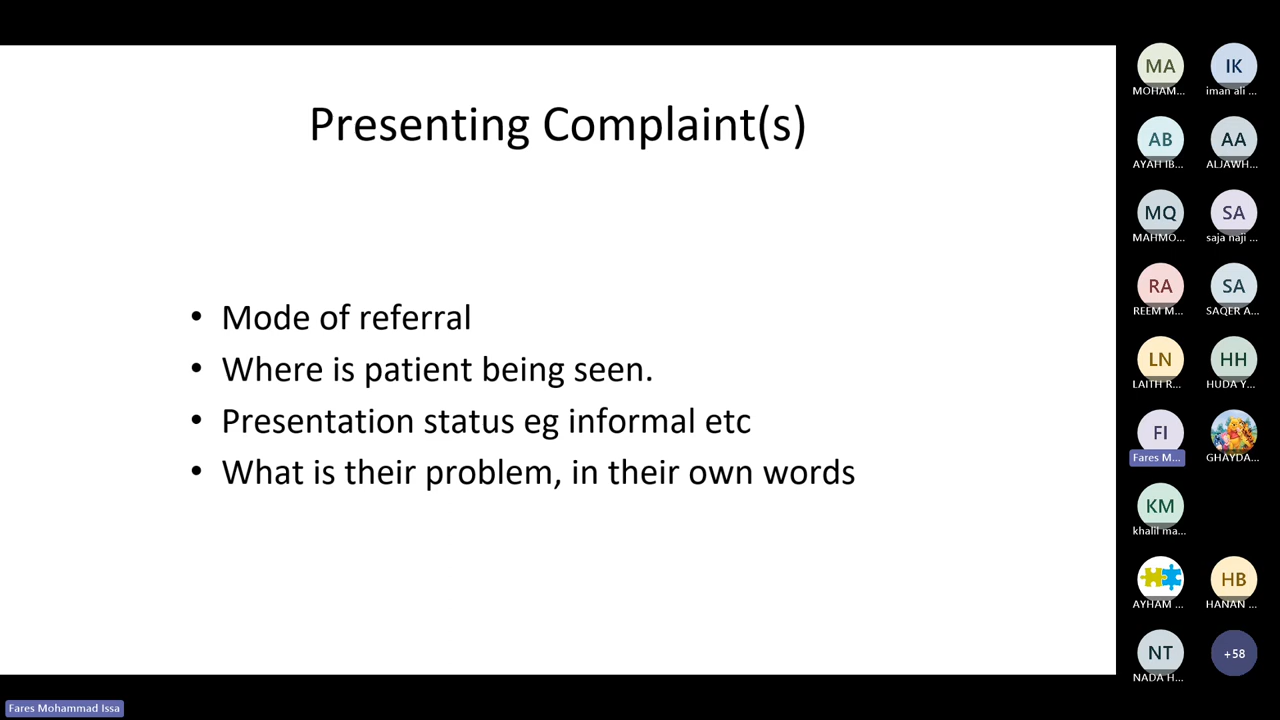 Presenting Complaint(s)
• Mode of referral
• Where is patient being seen.
• Presentation status eg informal etc
• What is their problem, in their own words
MA
MOHAM...
IK
iman ali ...
AB
AYAH IB...
AA
ALJAWH...
MQ
MAHMO...
SA
saja naji ...
RA
REEM M...
SA
SAQER A...
LN
LAITH R...
HH
HUDA Y...
FI
Fares M...
GHAYDA...
KM
khalil ma...
AYHAM ...
HB
HANAN ...
NT
NADA H...
+58
Fares Mohammad Issa